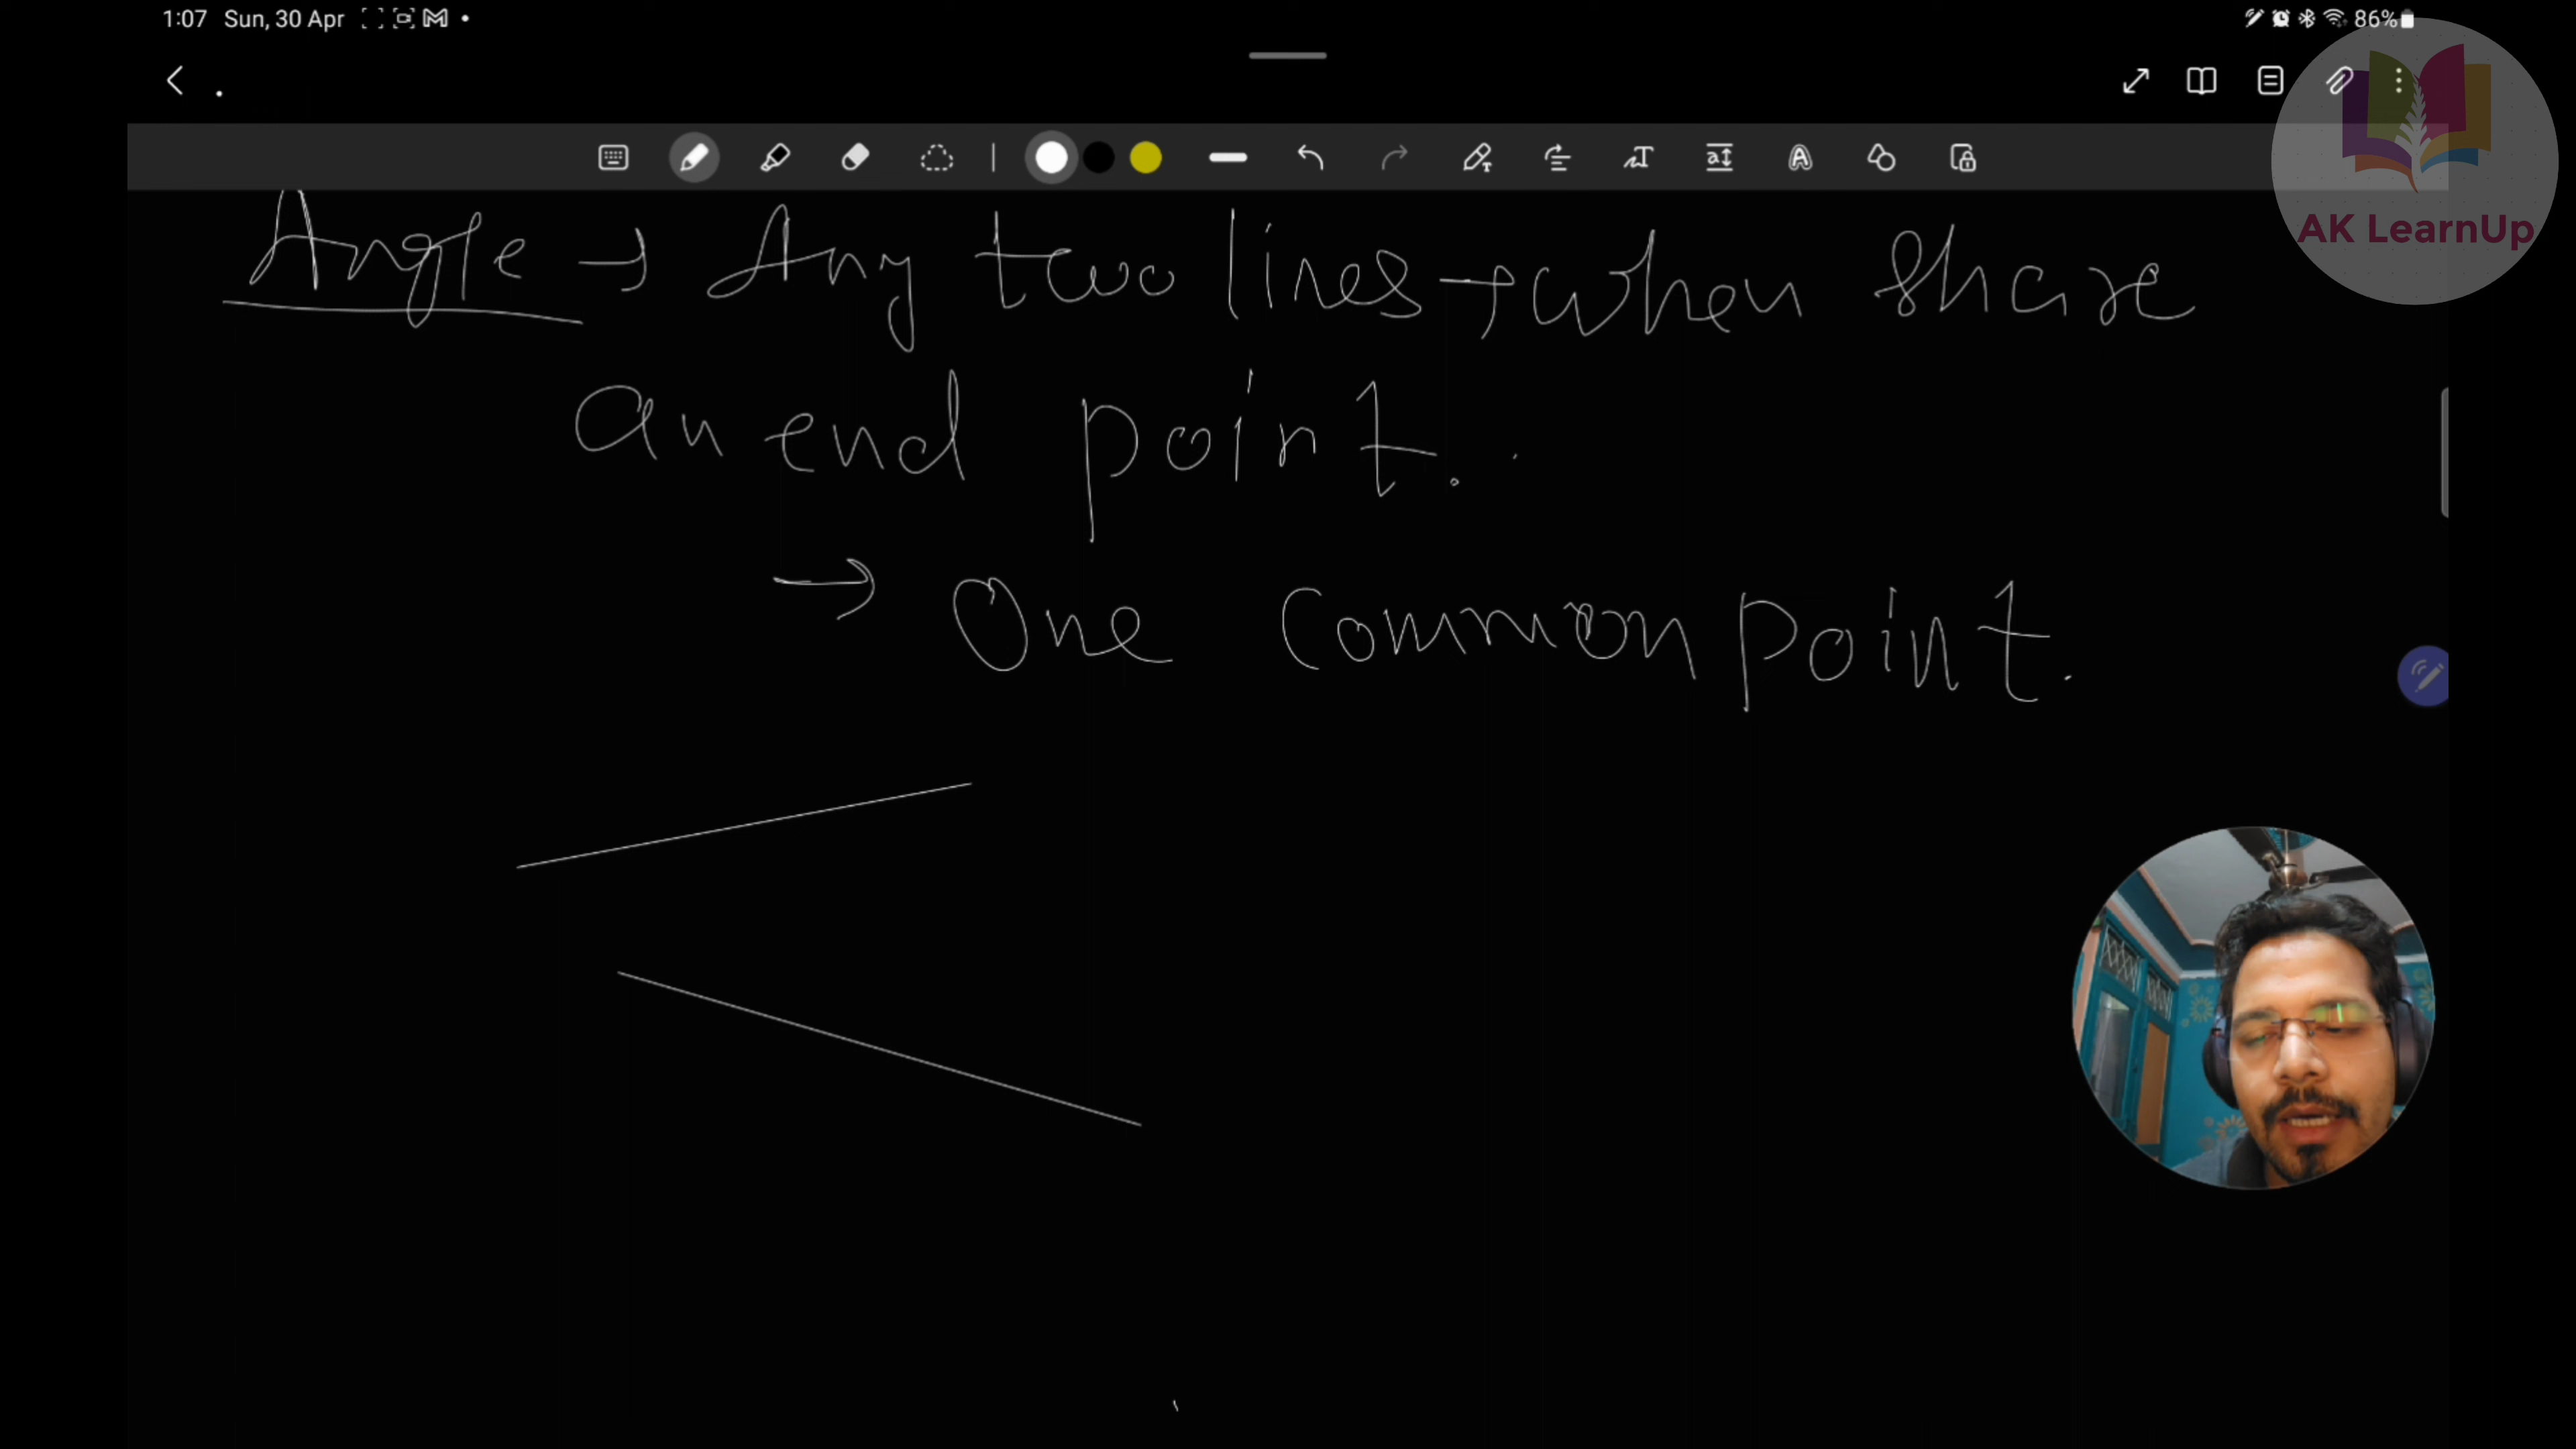 1:07 Sun, 30 Apr
86%
AK LearnUp
Angle → Any two lines → when share
an end point.
→ One common point.